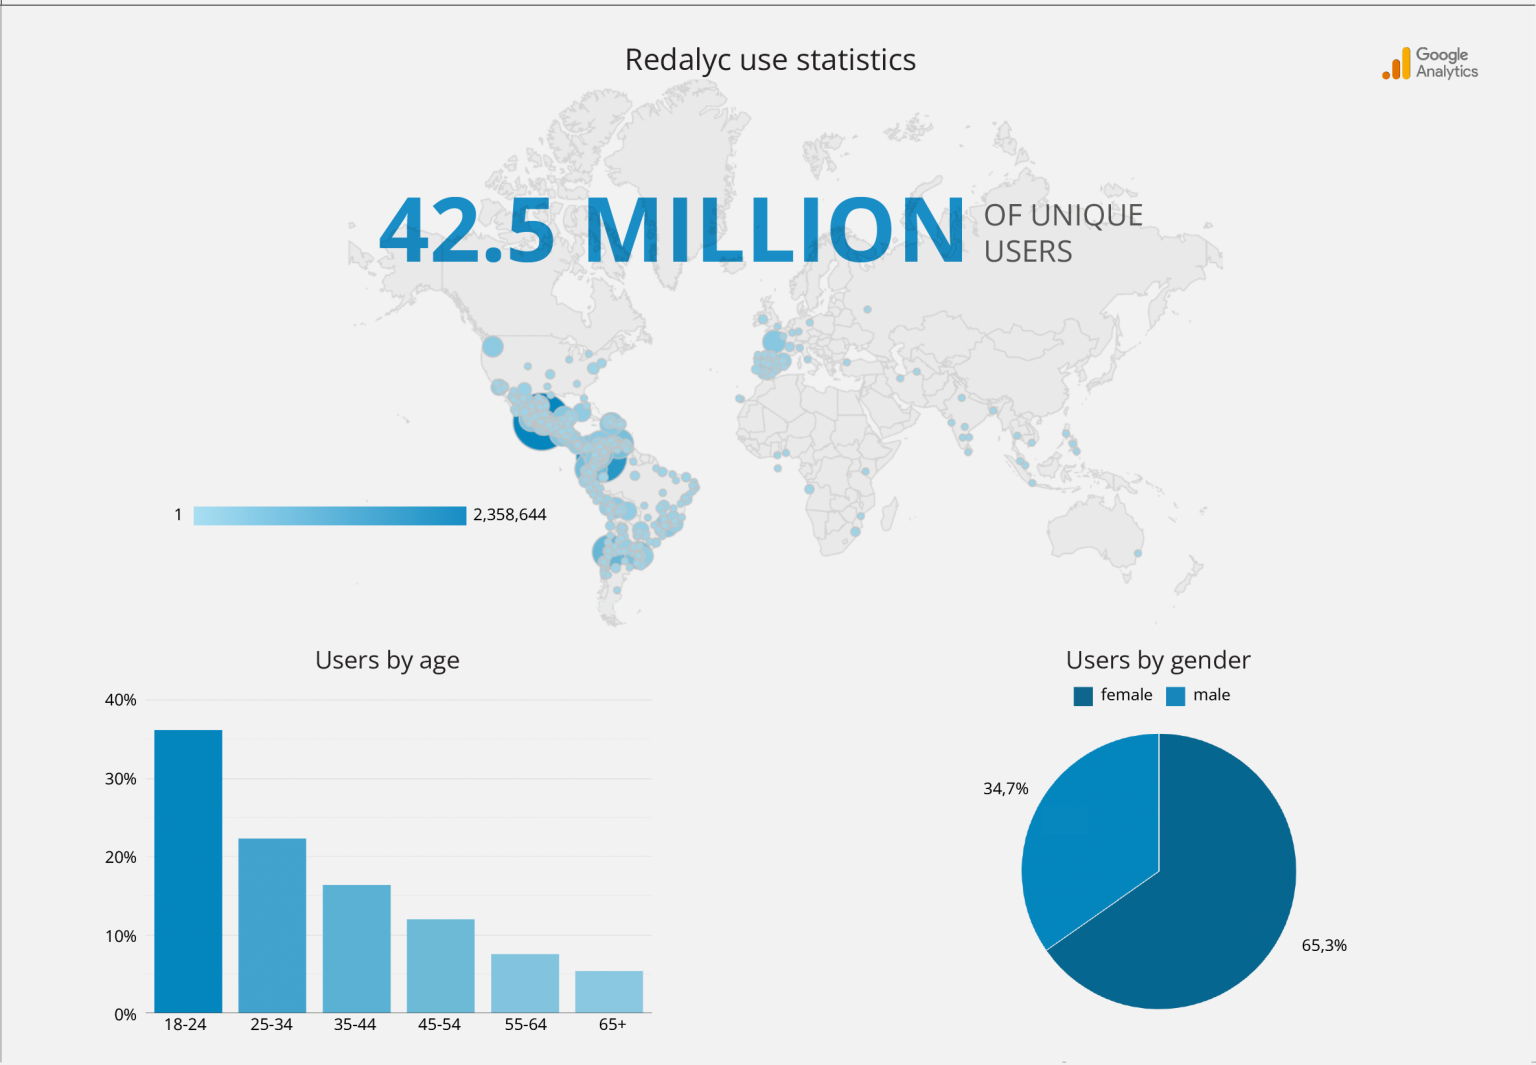 Redalyc use statistics
Google
Analytics
42.5 MILLION OF UNIQUE
USERS
1 2,358,644
Users by age
40%
30%
20%
10%
0%
18-24 25-34 35-44 45-54 55-64 65+
Users by gender
female male
34,7%
65,3%